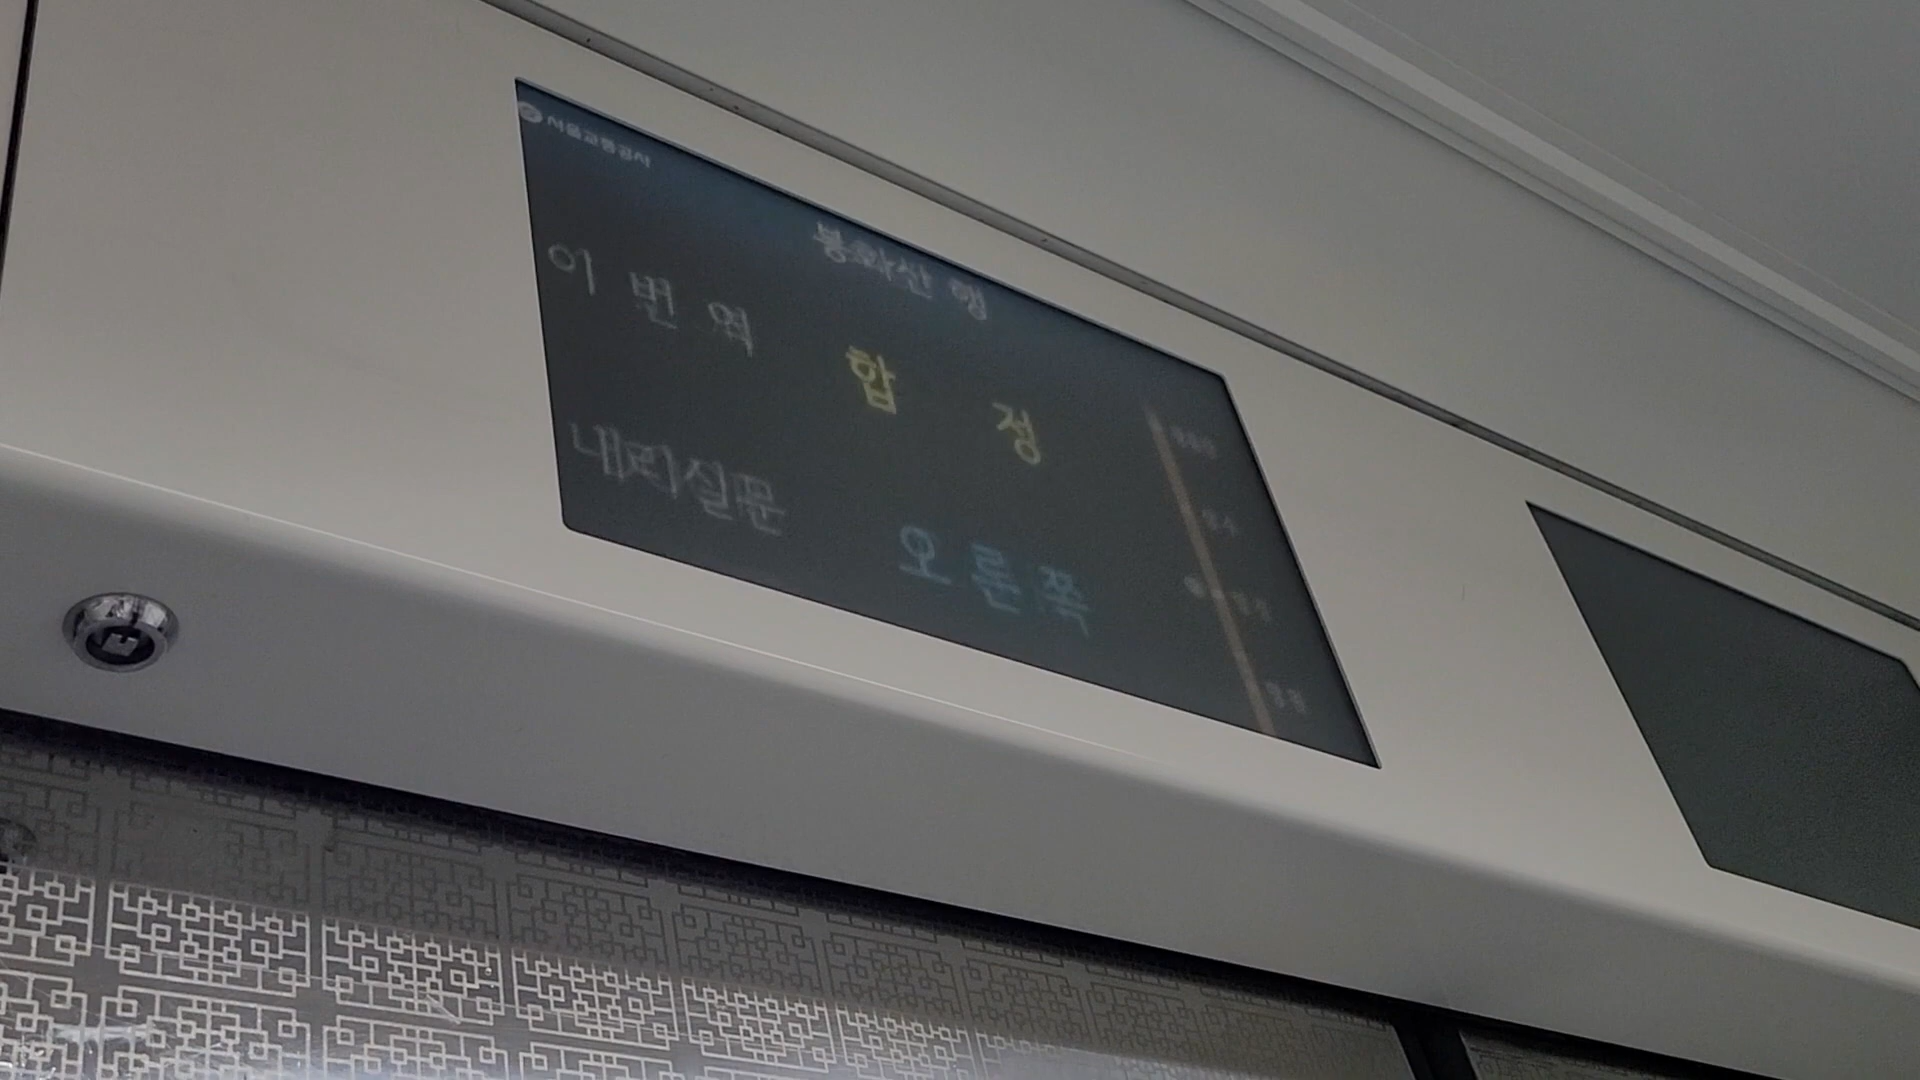 서울교통공사
봉화산 행
이번역 합정
내리실문 오른쪽